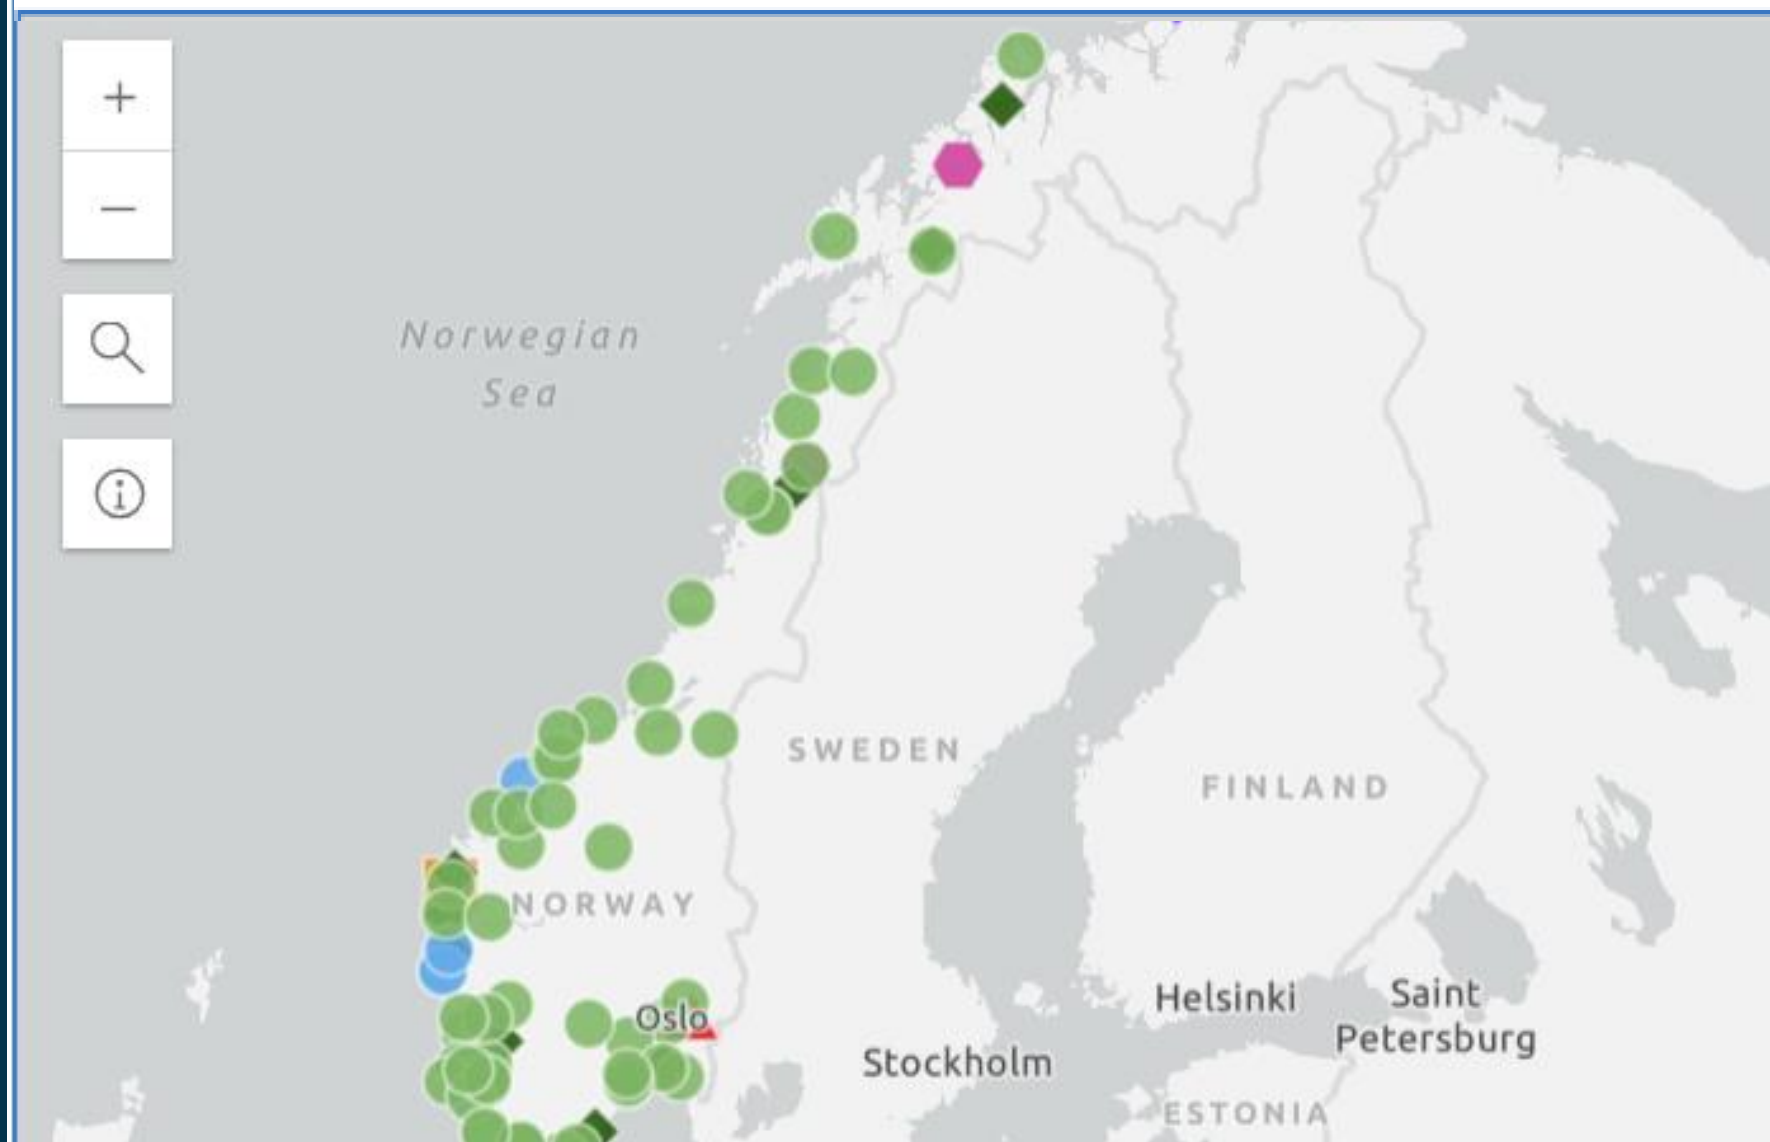 +
−
Norwegian
Sea
SWEDEN
FINLAND
NORWAY
Oslo
Helsinki
Saint
Petersburg
Stockholm
ESTONIA